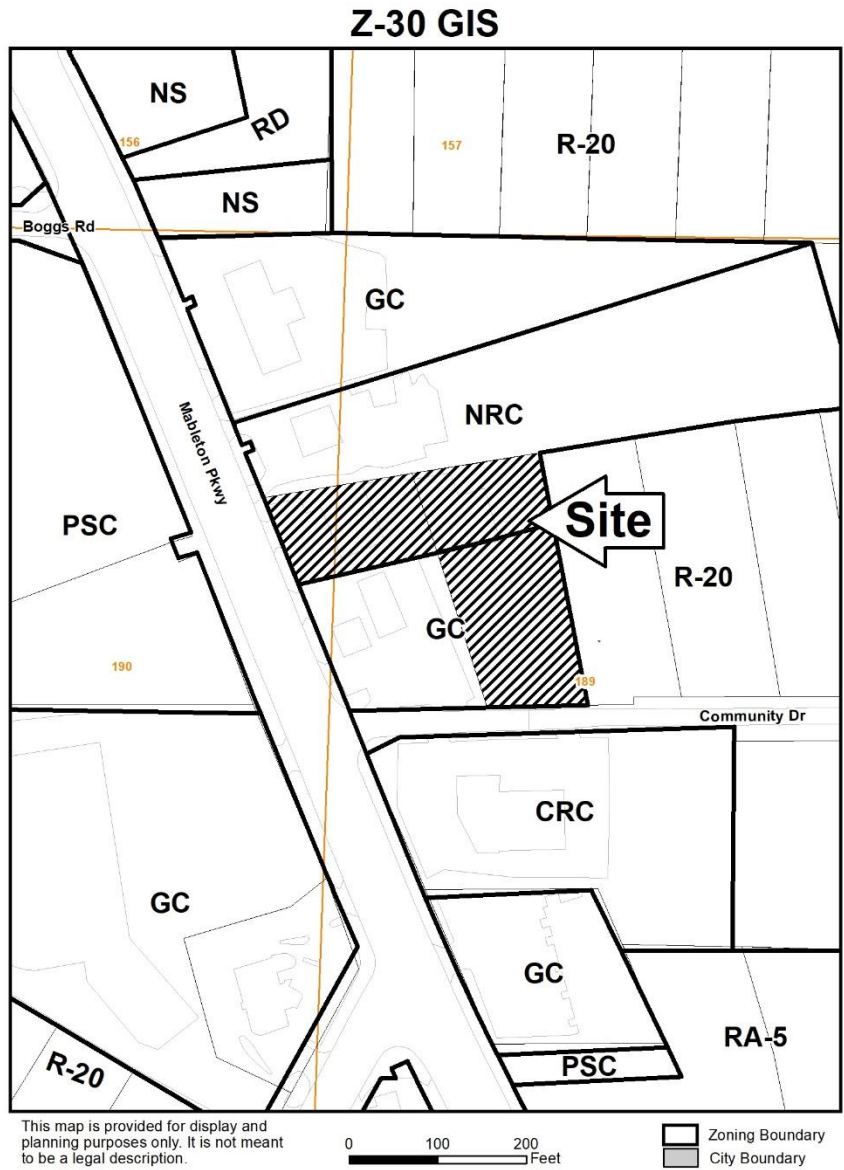 Z-30 GIS
NS
RD
156
157
R-20
NS
Boggs Rd
GC
NRC
Mableton Pkwy
PSC
Site
R-20
GC
190
189
Community Dr
CRC
GC
GC
RA-5
PSC
R-20
This map is provided for display and
planning purposes only. It is not meant
to be a legal description.
0 100 200
Feet
Zoning Boundary
City Boundary